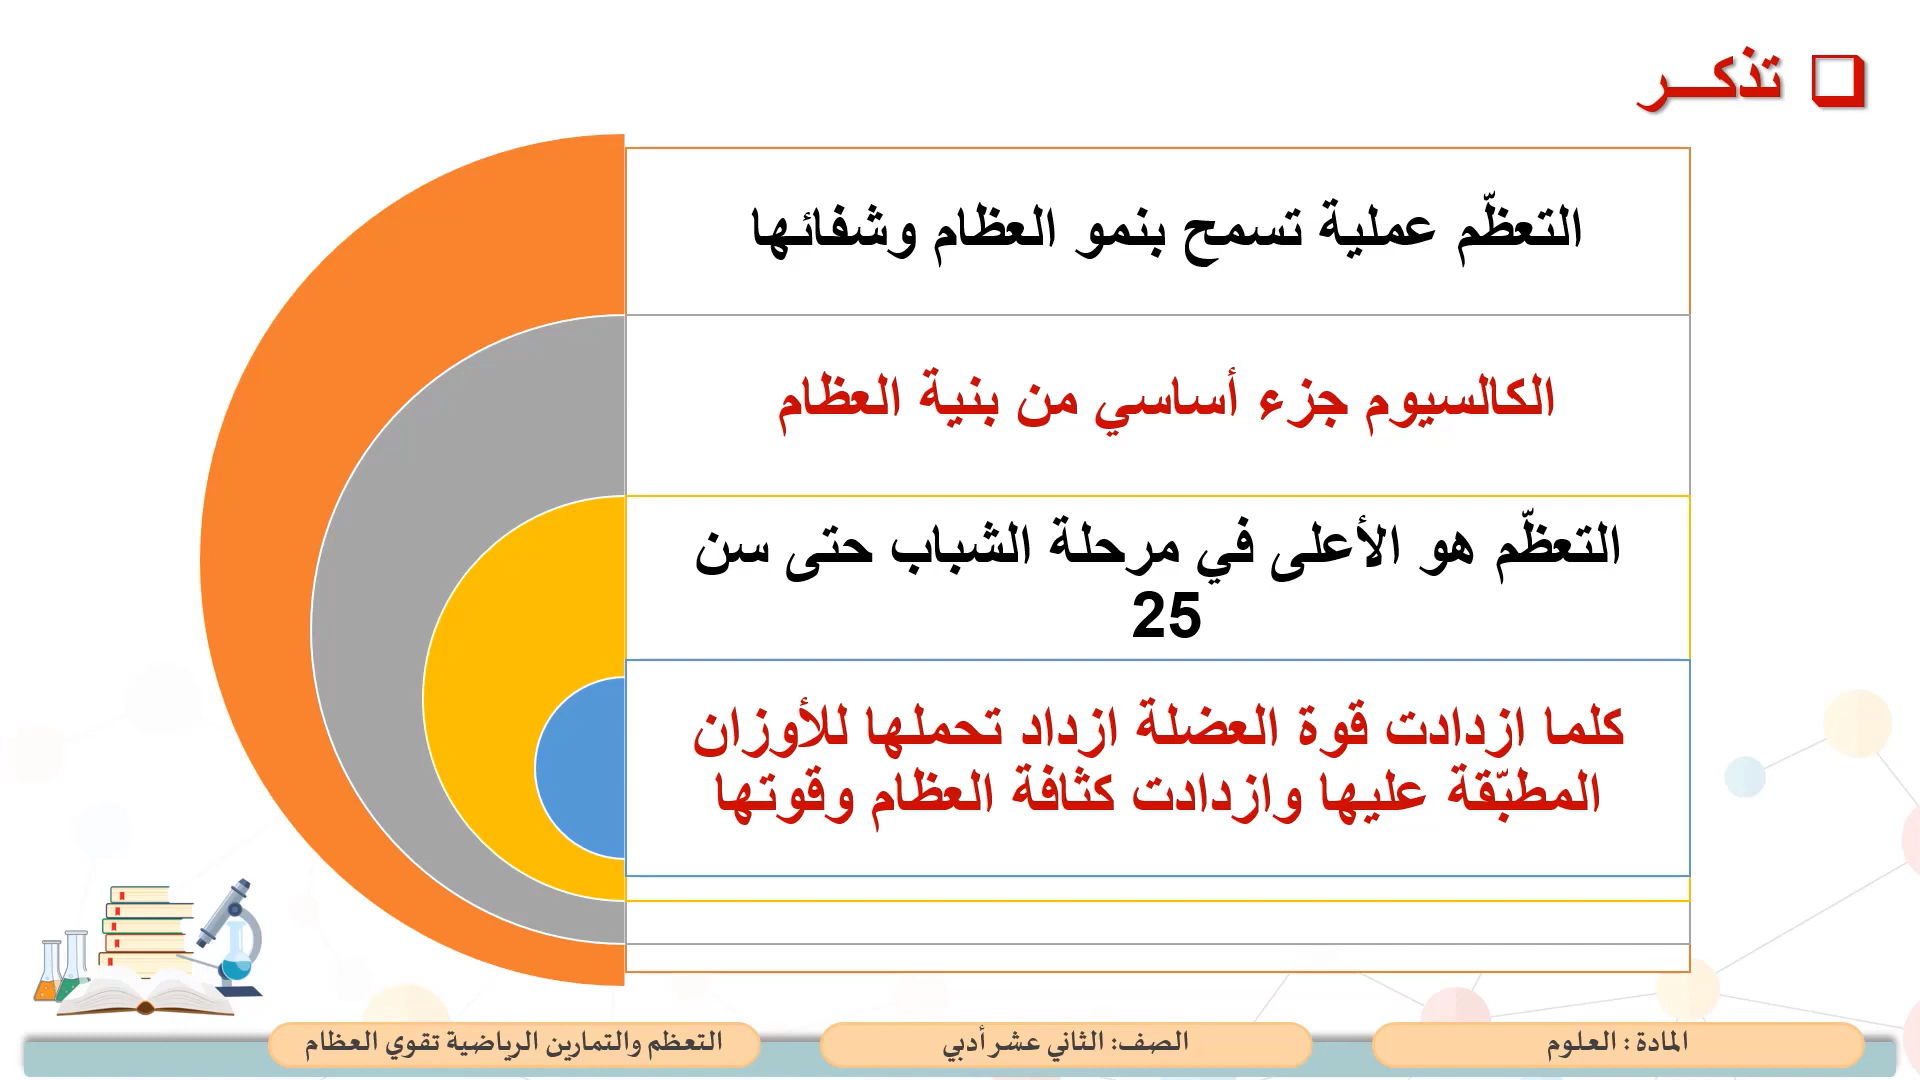 تذكـــر
التعظّم عملية تسمح بنمو العظام وشفائها
الكالسيوم جزء أساسي من بنية العظام
التعظّم هو الأعلى في مرحلة الشباب حتى سن
25
كلما ازدادت قوة العضلة ازداد تحملها للأوزان
المطبّقة عليها وازدادت كثافة العظام وقوتها
المادة : العلوم
الصف: الثاني عشر أدبي
التعظم والتمارين الرياضية تقوي العظام